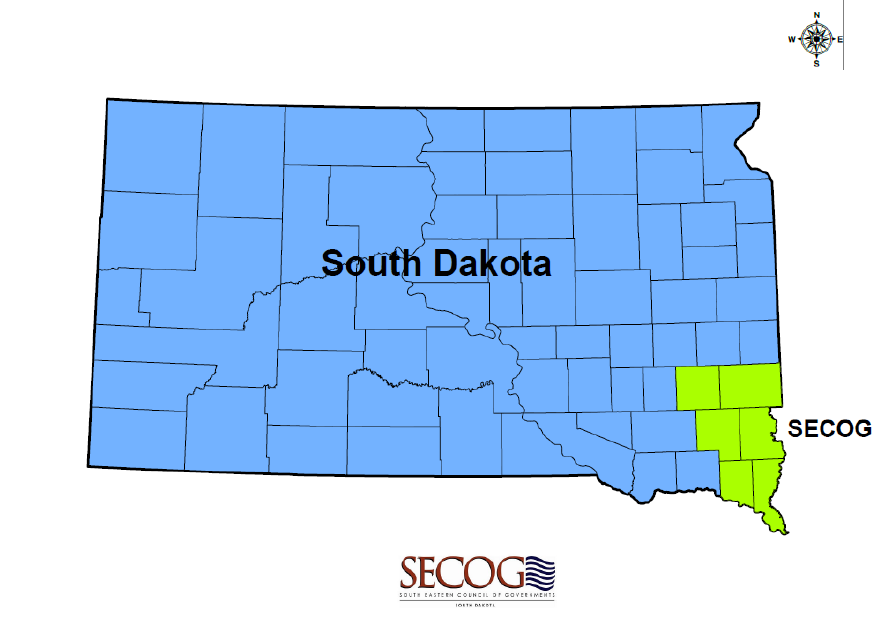 N
W E
S
South Dakota
SECOG
SECOG
SOUTH EASTERN COUNCIL OF GOVERNMENTS